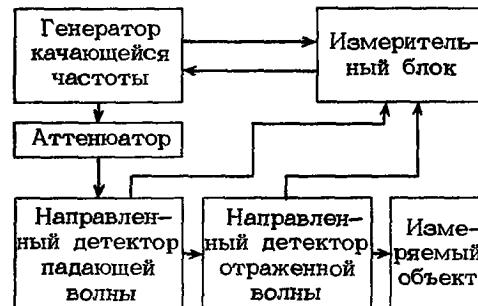 Генератор
качающейся
частоты
Измеритель-
ный блок
Аттенюатор
Направлен-
ный детектор
падающей
волны
Направлен-
ный детектор
отраженной
волны
Изме-
ряемый
объект